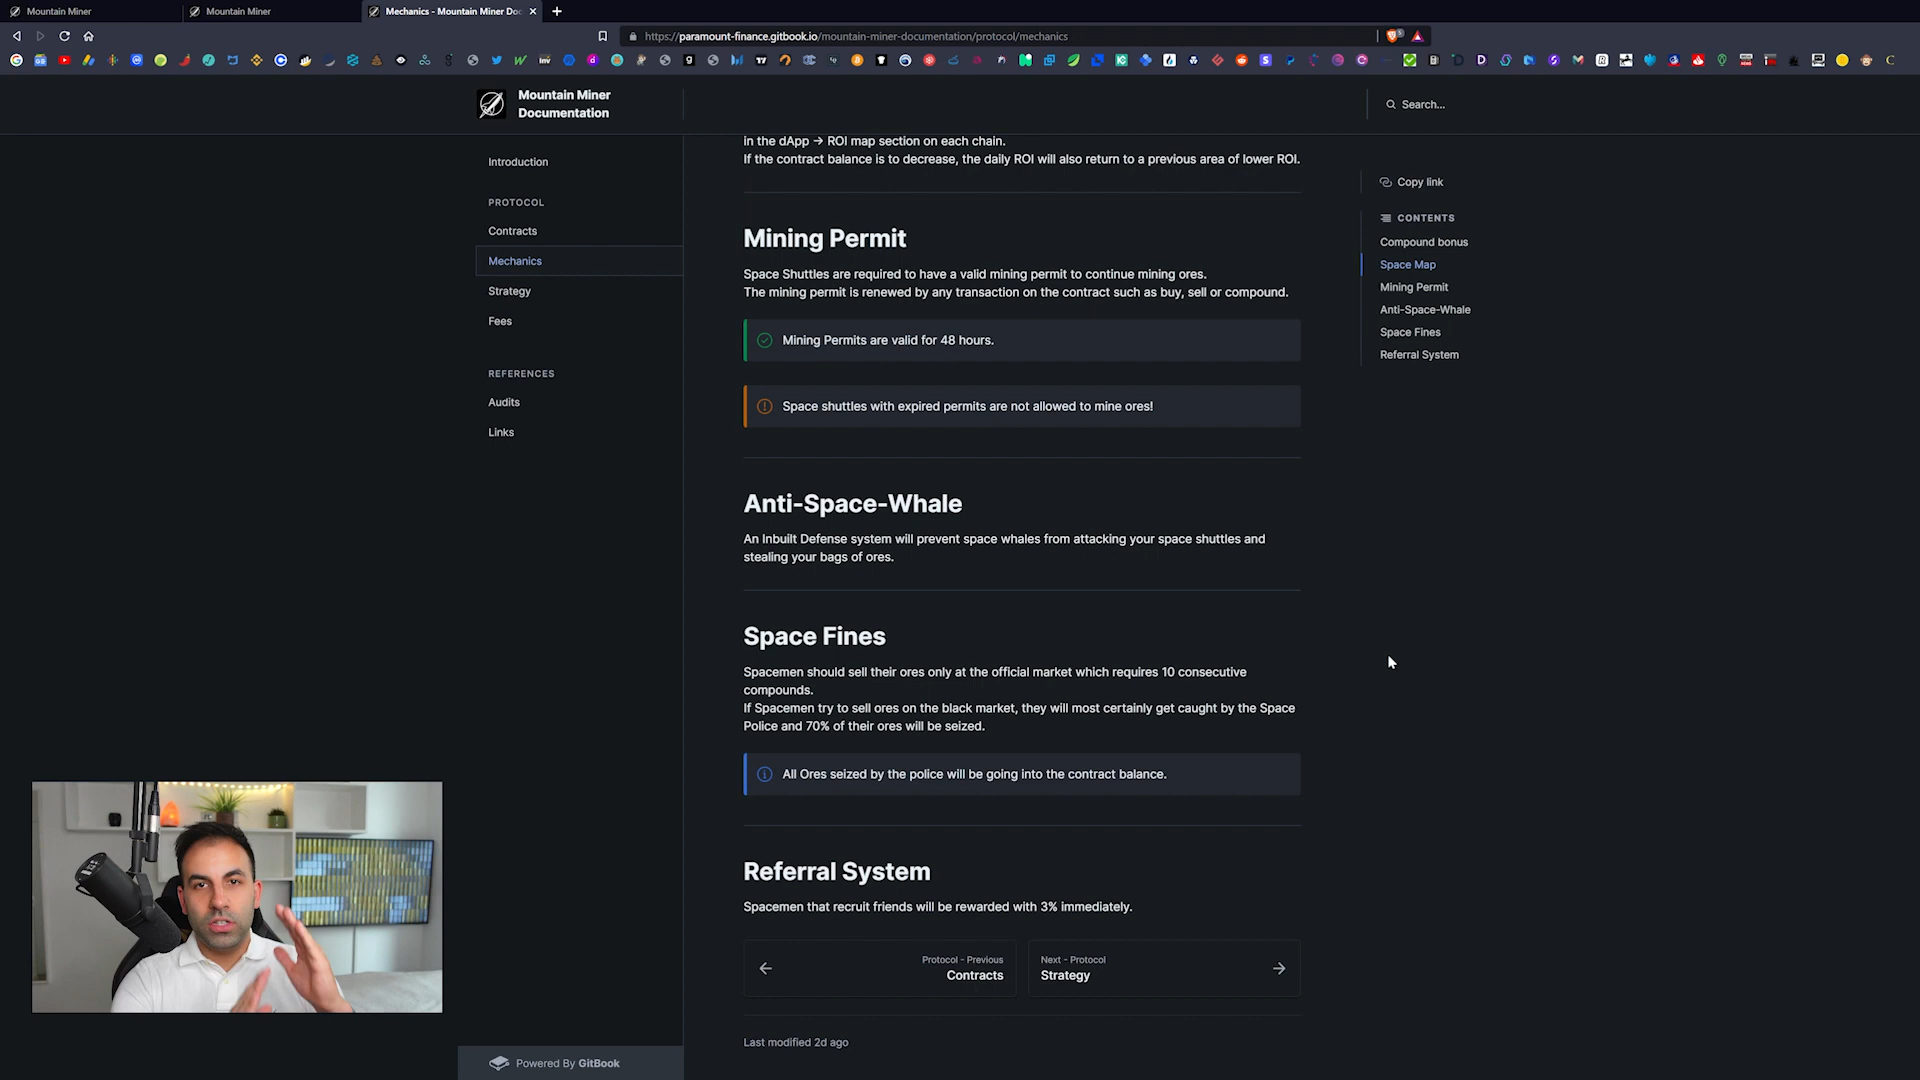 Mountain Miner
Mountain Miner
Mechanics - Mountain Miner Doc
https://paramount-finance.gitbook.io/mountain-miner-documentation/protocol/mechanics
Mountain Miner
Documentation
Search...
Introduction
PROTOCOL
Contracts
Mechanics
Strategy
Fees
REFERENCES
Audits
Links
Powered By GitBook
in the dApp → ROI map section on each chain.
If the contract balance is to decrease, the daily ROI will also return to a previous area of lower ROI.
Mining Permit
Space Shuttles are required to have a valid mining permit to continue mining ores.
The mining permit is renewed by any transaction on the contract such as buy, sell or compound.
Mining Permits are valid for 48 hours.
Space shuttles with expired permits are not allowed to mine ores!
Anti-Space-Whale
An Inbuilt Defense system will prevent space whales from attacking your space shuttles and
stealing your bags of ores.
Space Fines
Spacemen should sell their ores only at the official market which requires 10 consecutive
compounds.
If Spacemen try to sell ores on the black market, they will most certainly get caught by the Space
Police and 70% of their ores will be seized.
All Ores seized by the police will be going into the contract balance.
Referral System
Spacemen that recruit friends will be rewarded with 3% immediately.
Protocol - Previous
Contracts
Next - Protocol
Strategy
Last modified 2d ago
Copy link
CONTENTS
Compound bonus
Space Map
Mining Permit
Anti-Space-Whale
Space Fines
Referral System